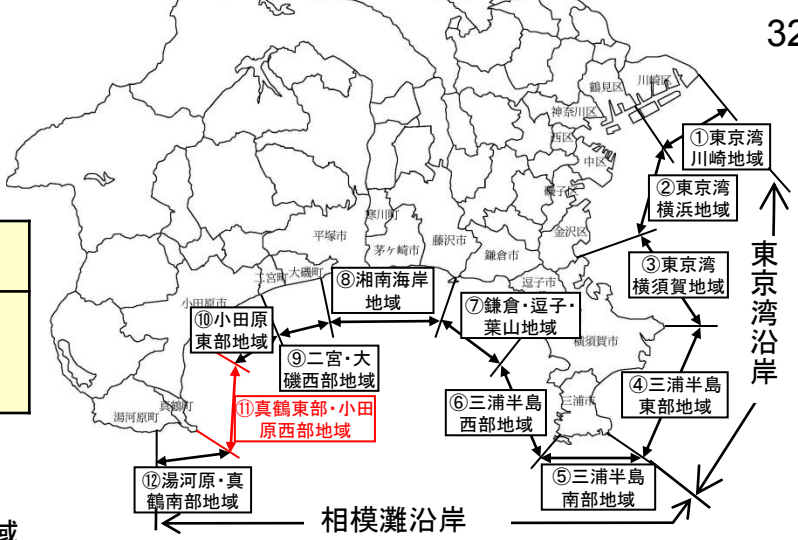 32
鶴見区
川崎区
神奈川区
西区
中区
磯子区
金沢区
①東京湾
川崎地域
②東京湾
横浜地域
③東京湾
横須賀地域
東京湾沿岸
寒川町
平塚市
茅ヶ崎市
藤沢市
鎌倉市
逗子市
二宮町
大磯町
小田原市
⑧湘南海岸
地域
⑦鎌倉・逗子・
葉山地域
⑩小田原
東部地域
⑨二宮・大
磯西部地域
横須賀市
三浦市
④三浦半島
東部地域
⑥三浦半島
西部地域
⑤三浦半島
南部地域
真鶴町
湯河原町
⑪真鶴東部・小田
原西部地域
⑫湯河原・真
鶴南部地域
相模灘沿岸
域